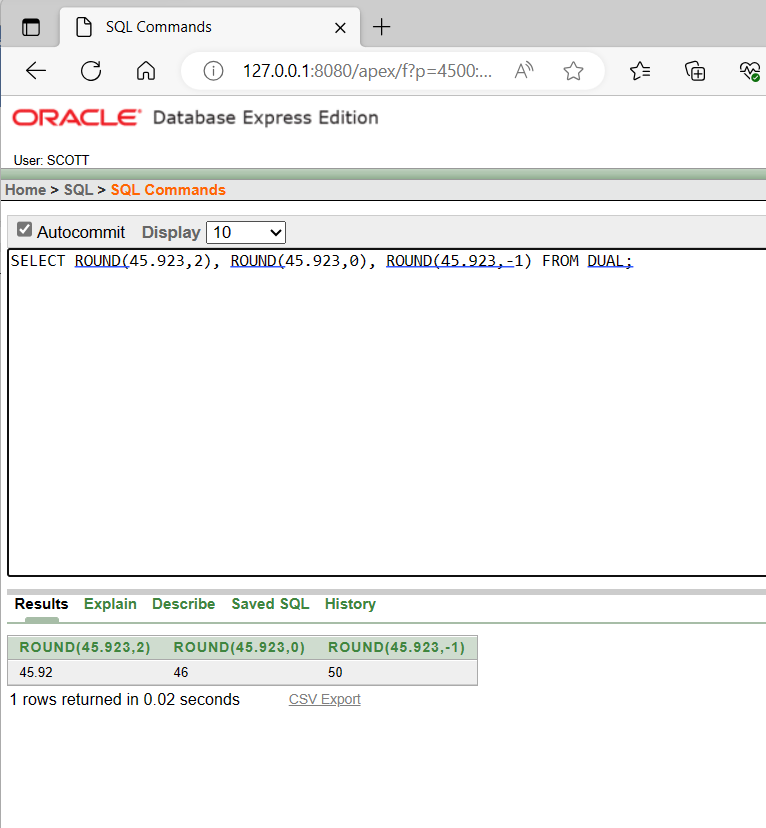 SQL Commands
127.0.0.1:8080/apex/f?p=4500:...
ORACLE Database Express Edition
User: SCOTT
Home > SQL > SQL Commands
Autocommit Display 10
SELECT ROUND(45.923,2), ROUND(45.923,0), ROUND(45.923,-1) FROM DUAL;
Results Explain Describe Saved SQL History
ROUND(45.923,2) ROUND(45.923,0) ROUND(45.923,-1)
45.92 46 50
1 rows returned in 0.02 seconds CSV Export